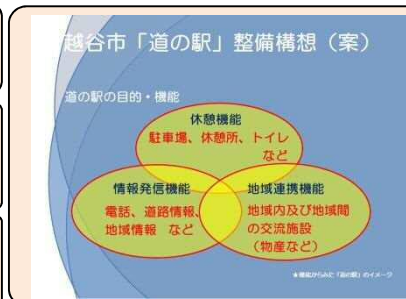 越谷市「道の駅」整備構想（案）
道の駅の目的・機能
休憩機能
駐車場、休憩所、トイレ
など
情報発信機能
電話、道路情報、
地域情報 など
地域連携機能
地域内及び地域間
の交流施設
（物産など）
★機能からみた「道の駅」のイメージ